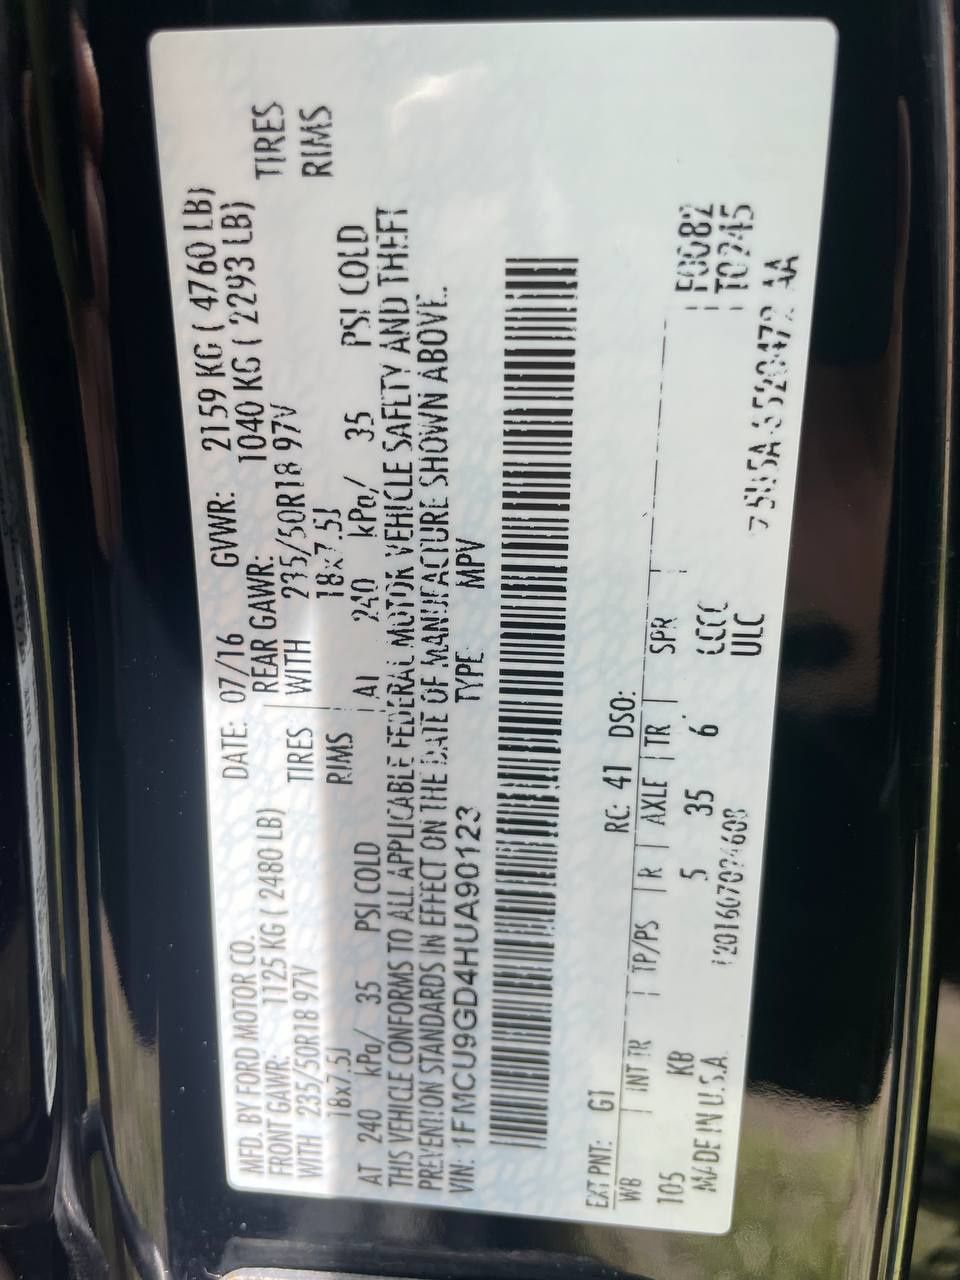 MFD. BY FORD MOTOR CO. DATE: 07/16 GVWR: 2159 KG ( 4760 LB)
FRONT GAWR: 1125 KG ( 2480 LB) REAR GAWR: 1040 KG ( 2293 LB)
WITH 235/50R18 97V TIRES WITH 235/50R18 97V TIRES
18x7.5J RIMS 18x7.5J RIMS
AT 240 kPa/ 35 PSI COLD AT 240 kPa/ 35 PSI COLD
THIS VEHICLE CONFORMS TO ALL APPLICABLE FEDERAL MOTOR VEHICLE SAFETY AND THEFT
PREVENTION STANDARDS IN EFFECT ON THE DATE OF MANUFACTURE SHOWN ABOVE.
VIN: 1FMCU9GD4HUA90123 TYPE MPV
EXT PNT: G1 RC: 41 DSO:
WB INT TR TP/PS R AXLE TR SPR F0082
105 KB 5 35 6 T0245
MADE IN U.S.A. ULC